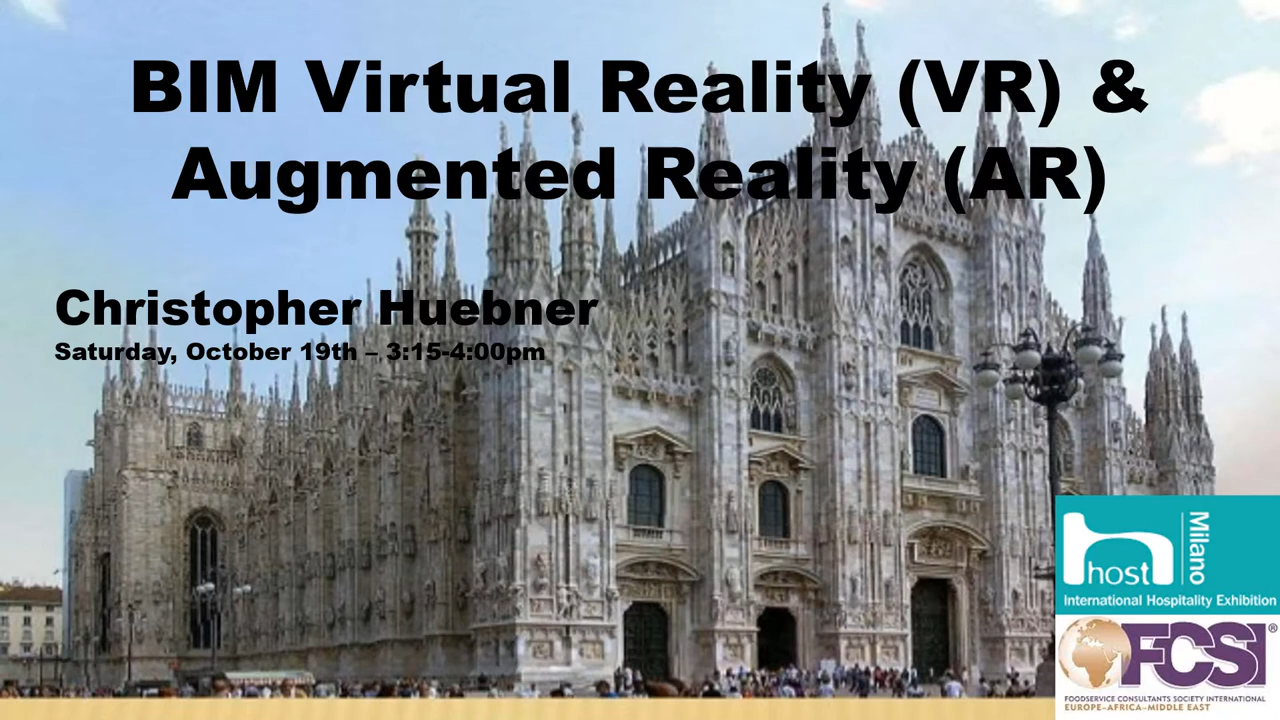 BIM Virtual Reality (VR) &
Augmented Reality (AR)
Christopher Huebner
Saturday, October 19th – 3:15-4:00pm
host
Milano
International Hospitality Exhibition
FCSI®
FOODSERVICE CONSULTANTS SOCIETY INTERNATIONAL
EUROPE–AFRICA–MIDDLE EAST